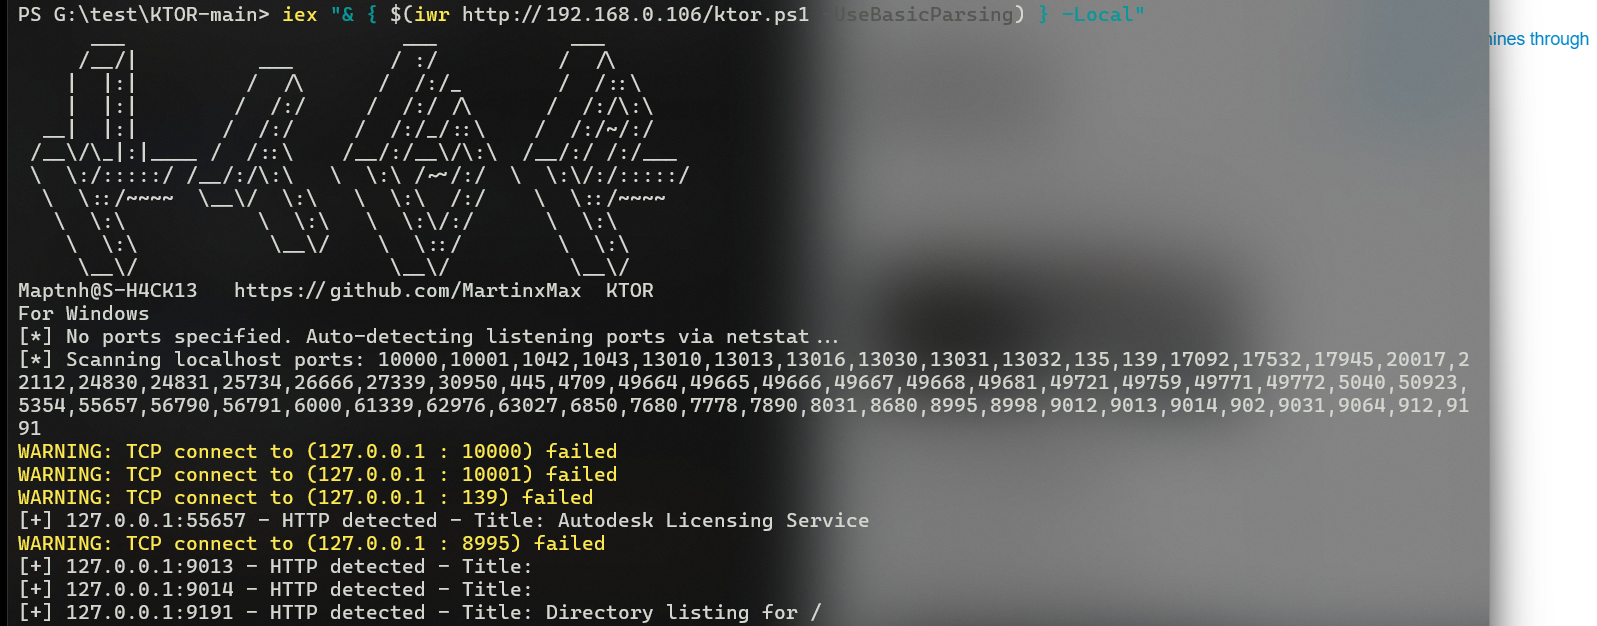 PS G:\test\KTOR-main> iex "& { $(iwr http://192.168.0.106/ktor.ps1 -UseBasicParsing) } -Local"
mines through
Maptnh@S-H4CK13   https://github.com/MartinxMax  KTOR
For Windows
[*] No ports specified. Auto-detecting listening ports via netstat...
[*] Scanning localhost ports: 10000,10001,1042,1043,13010,13013,13016,13030,13031,13032,135,139,17092,17532,17945,20017,2
2112,24830,24831,25734,26666,27339,30950,445,4709,49664,49665,49666,49667,49668,49681,49721,49759,49771,49772,5040,50923,
5354,55657,56790,56791,6000,61339,62976,63027,6850,7680,7778,7890,8031,8680,8995,8998,9012,9013,9014,902,9031,9064,912,91
91
WARNING: TCP connect to (127.0.0.1 : 10000) failed
WARNING: TCP connect to (127.0.0.1 : 10001) failed
WARNING: TCP connect to (127.0.0.1 : 139) failed
[+] 127.0.0.1:55657 - HTTP detected - Title: Autodesk Licensing Service
WARNING: TCP connect to (127.0.0.1 : 8995) failed
[+] 127.0.0.1:9013 - HTTP detected - Title:
[+] 127.0.0.1:9014 - HTTP detected - Title:
[+] 127.0.0.1:9191 - HTTP detected - Title: Directory listing for /